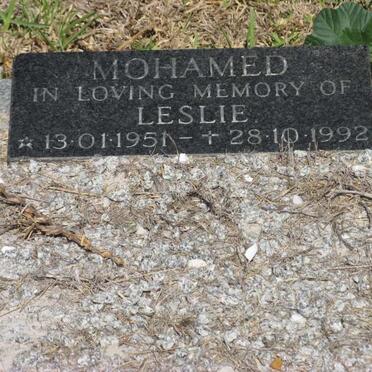 MOHAMED
IN LOVING MEMORY OF
LESLIE
☆ 13·01·1951 – ✝ 28·10·1992